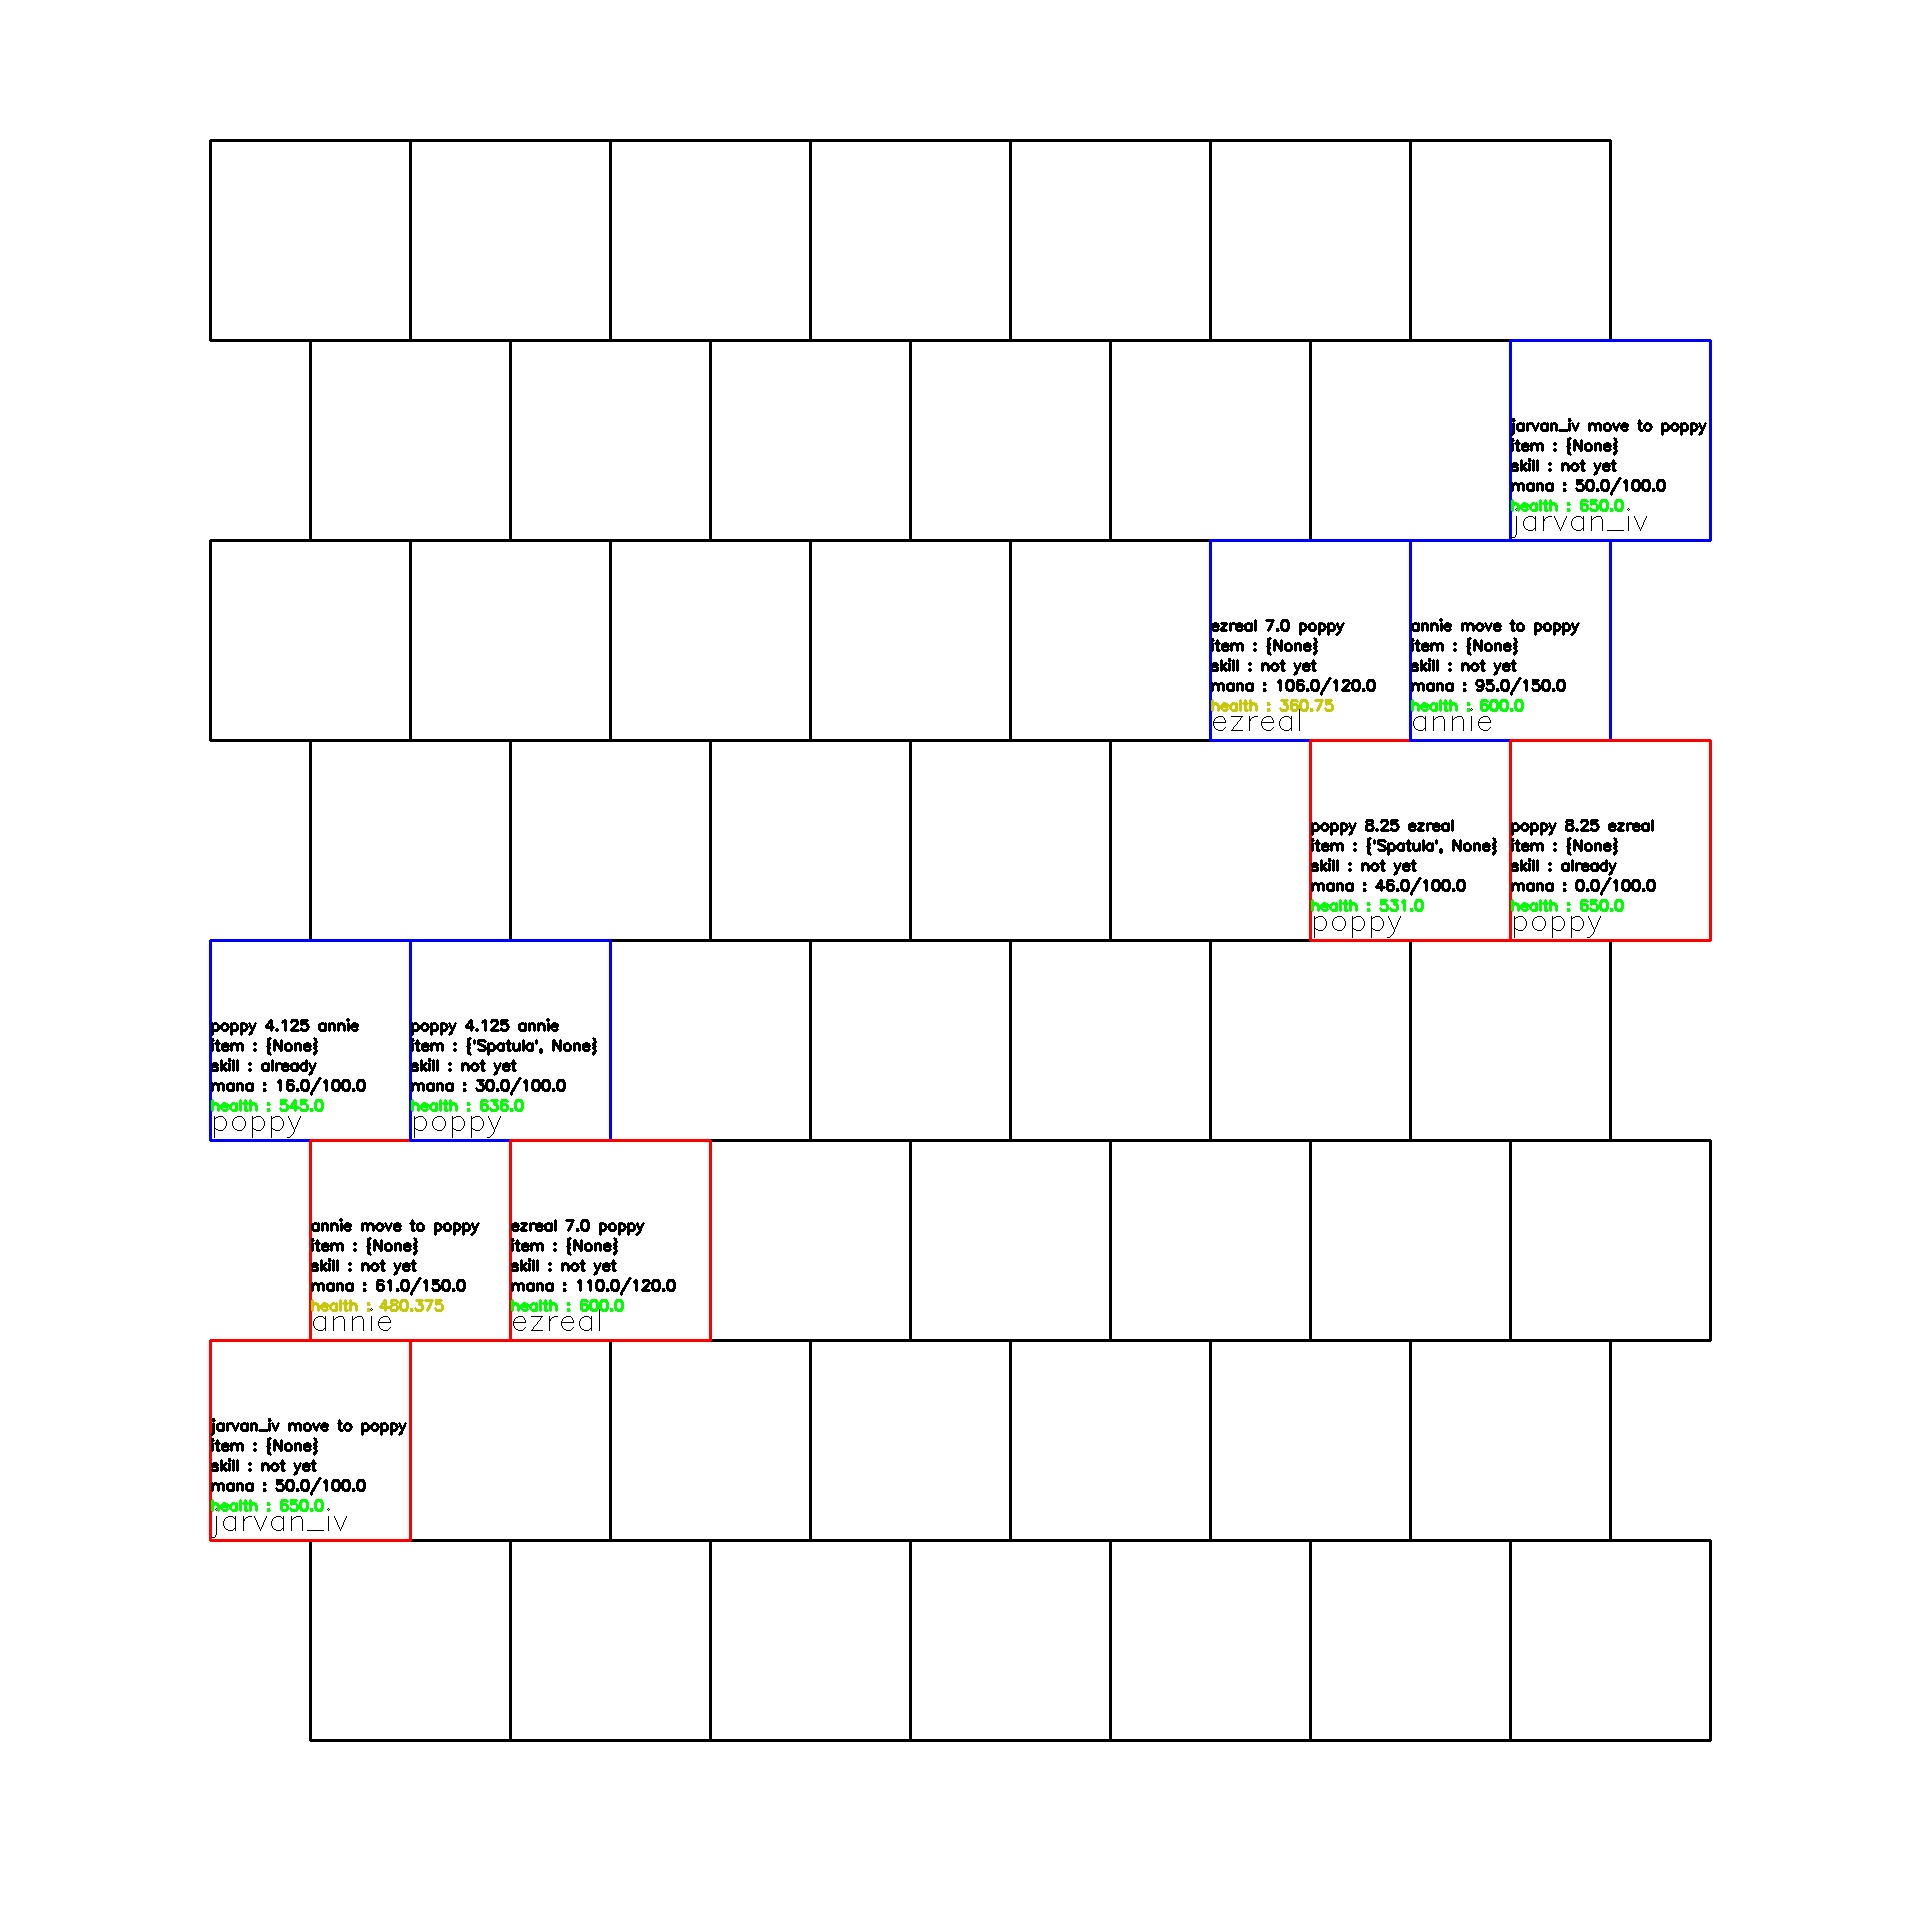 jarvan_iv move to poppy
item : {None}
skill : not yet
mana : 50.0/100.0
health : 650.0
jarvan_iv
ezreal 7.0 poppy
item : {None}
skill : not yet
mana : 106.0/120.0
health : 360.75
ezreal
annie move to poppy
item : {None}
skill : not yet
mana : 95.0/150.0
health : 600.0
annie
poppy 8.25 ezreal
item : {'Spatula', None}
skill : not yet
mana : 46.0/100.0
health : 531.0
poppy
poppy 8.25 ezreal
item : {None}
skill : already
mana : 0.0/100.0
health : 650.0
poppy
poppy 4.125 annie
item : {None}
skill : already
mana : 16.0/100.0
health : 545.0
poppy
poppy 4.125 annie
item : {'Spatula', None}
skill : not yet
mana : 30.0/100.0
health : 636.0
poppy
annie move to poppy
item : {None}
skill : not yet
mana : 61.0/150.0
health : 480.375
annie
ezreal 7.0 poppy
item : {None}
skill : not yet
mana : 110.0/120.0
health : 600.0
ezreal
jarvan_iv move to poppy
item : {None}
skill : not yet
mana : 50.0/100.0
health : 650.0
jarvan_iv